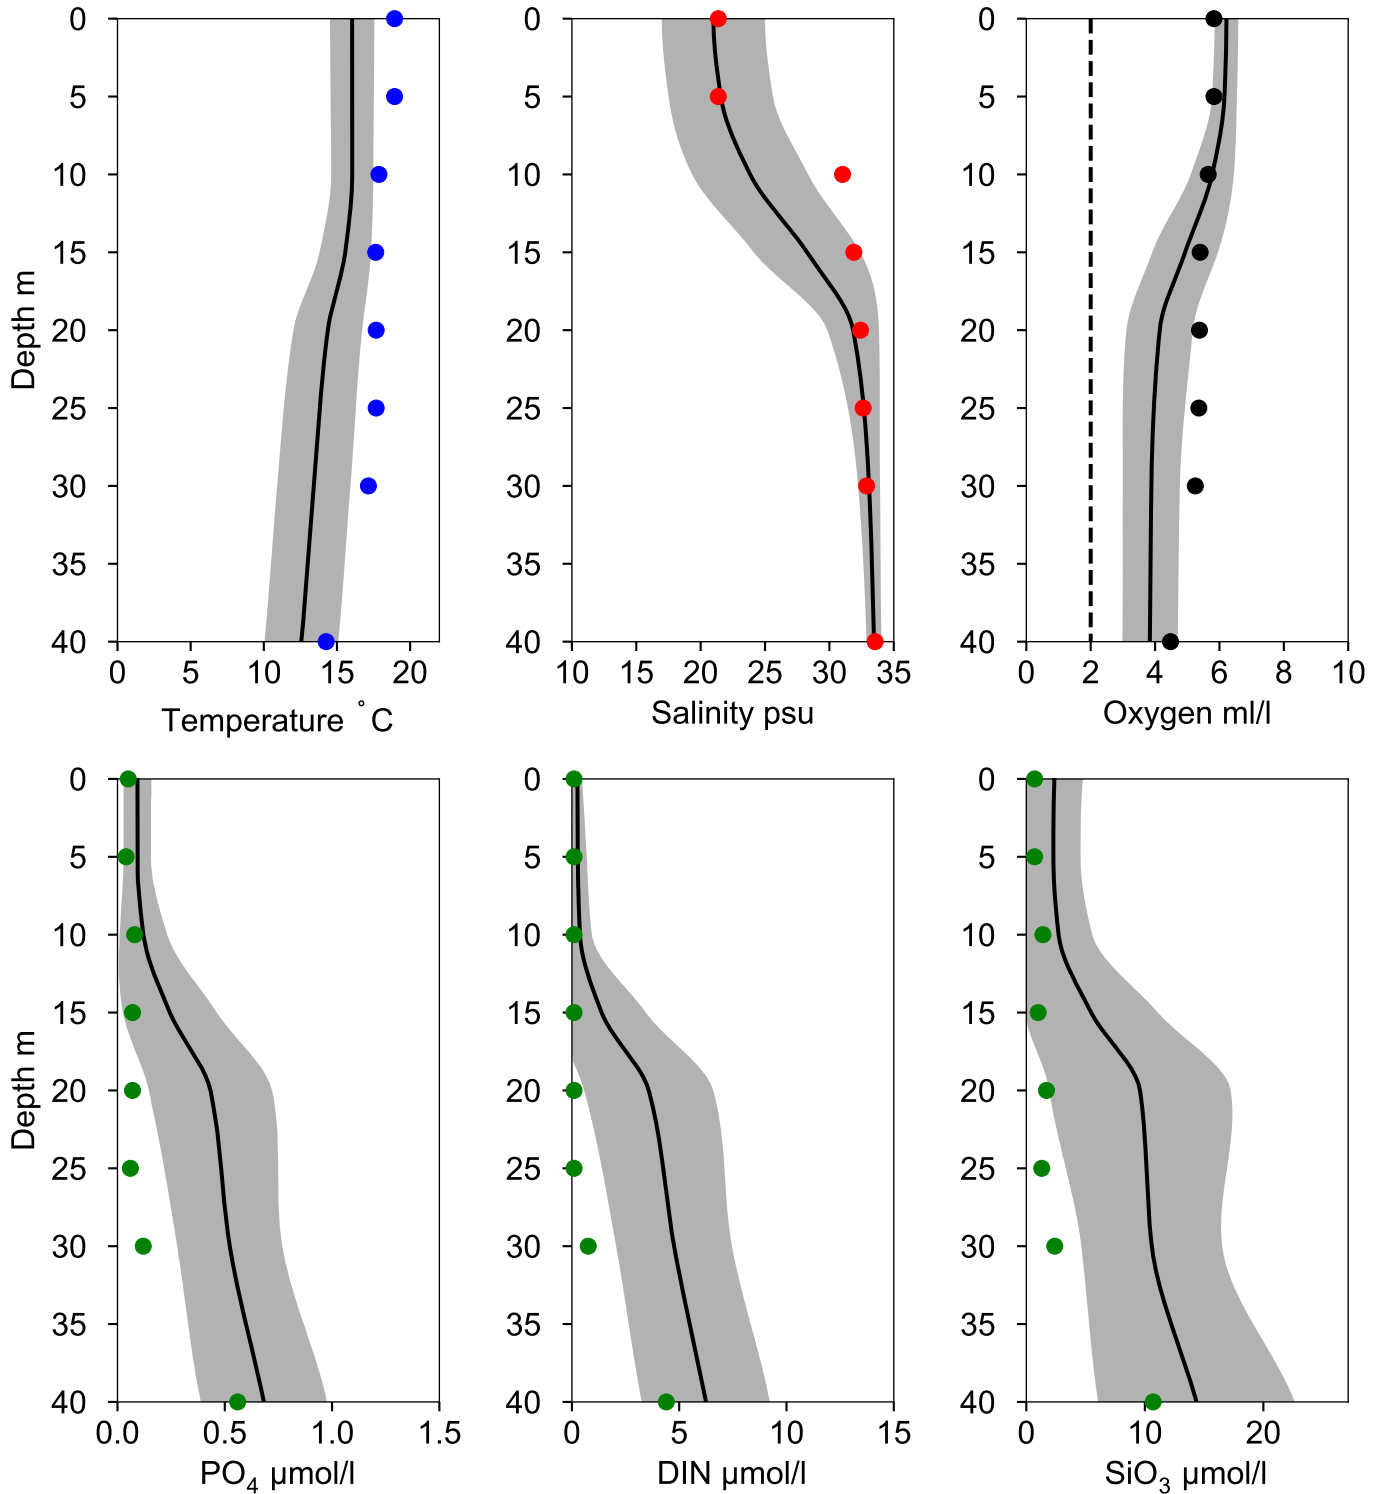 0 0 0
5 5 5
10 10 10
15 15 15
20 20 20
25 25 25
30 30 30
35 35 35
40 40 40
Depth m
0 5 10 15 20 10 15 20 25 30 35 0 2 4 6 8 10
Temperature °C Salinity psu Oxygen ml/l
0 0 0
5 5 5
10 10 10
15 15 15
20 20 20
25 25 25
30 30 30
35 35 35
40 40 40
Depth m
0.0 0.5 1.0 1.5 0 5 10 15 0 10 20
PO₄ µmol/l DIN µmol/l SiO₃ µmol/l